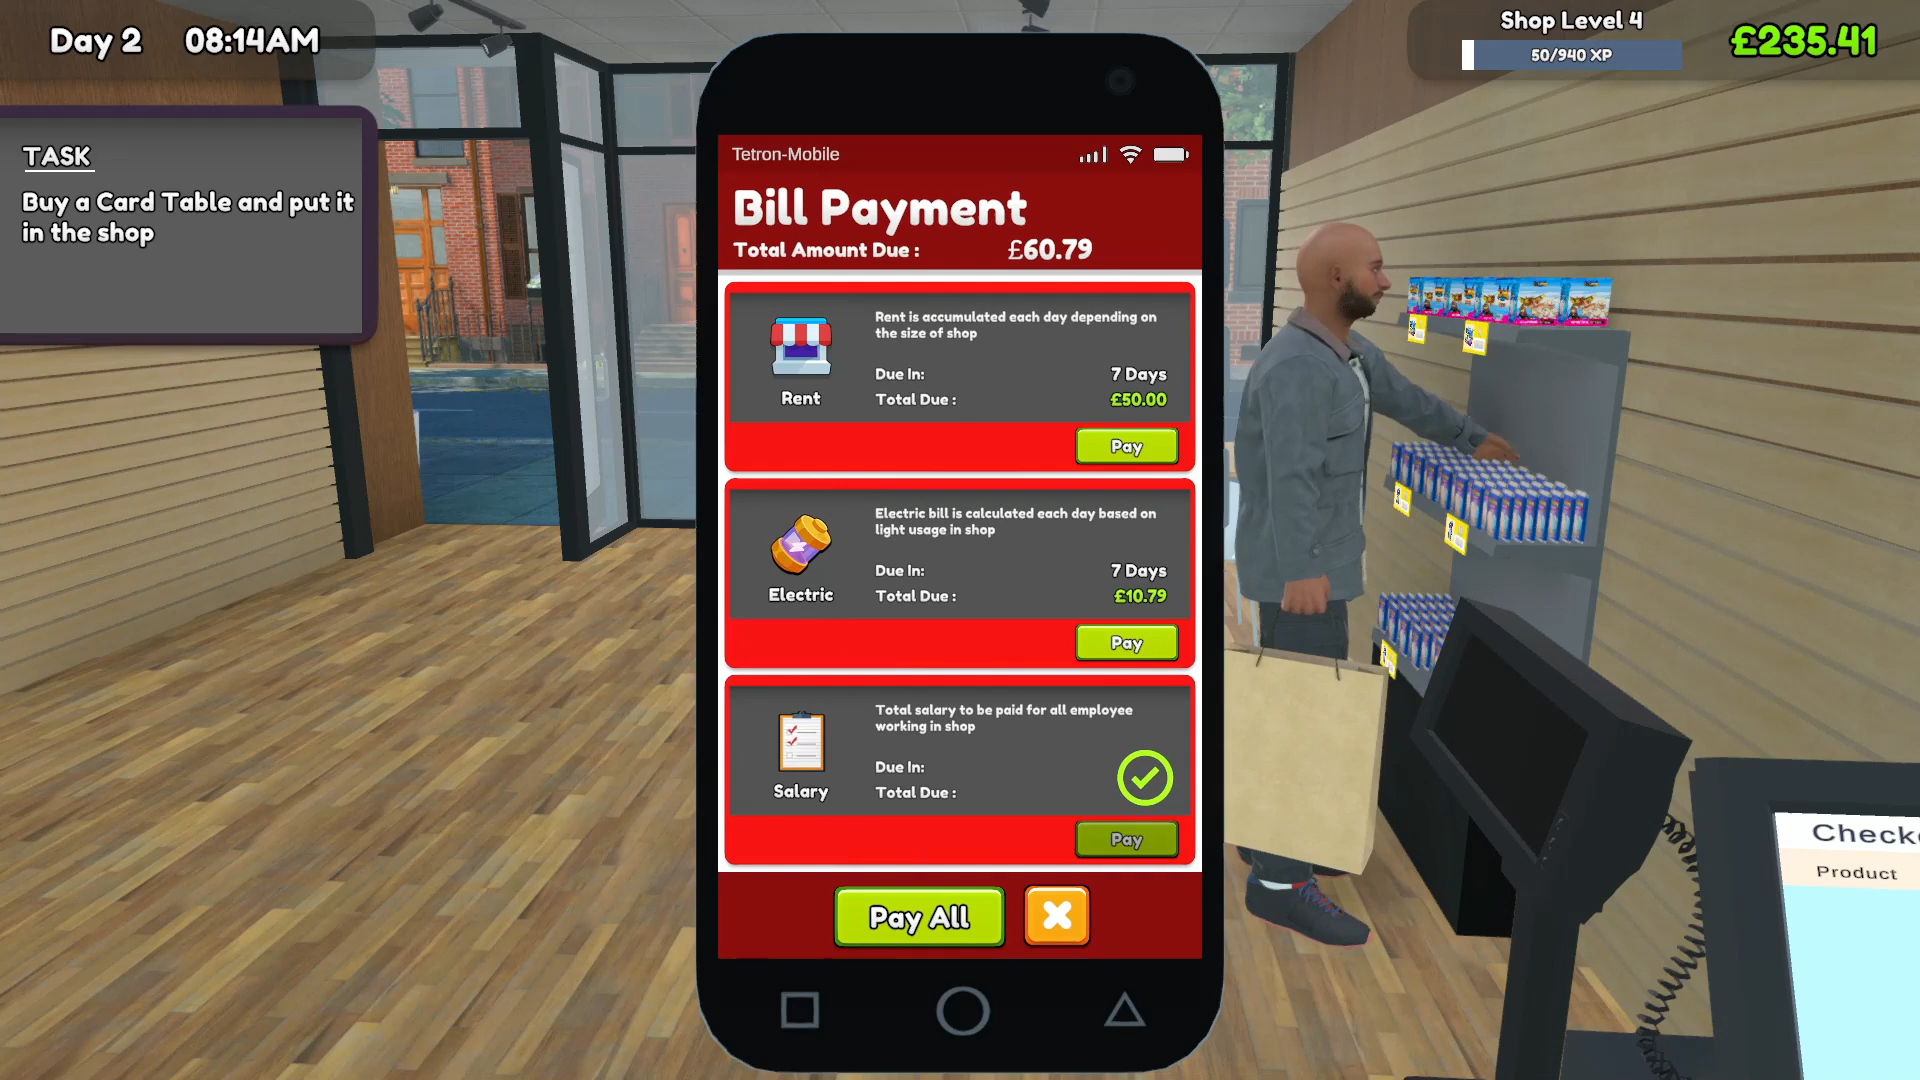 Day 2
08:14AM
Shop Level 4
50/940 XP
£235.41
TASK
Buy a Card Table and put it
in the shop
Tetron-Mobile
Bill Payment
Total Amount Due :
£60.79
Rent is accumulated each day depending on
the size of shop
Due In:
7 Days
Total Due :
£50.00
Rent
Pay
Electric bill is calculated each day based on
light usage in shop
Due In:
7 Days
Total Due :
£10.79
Electric
Pay
Total salary to be paid for all employee
working in shop
Due In:
Total Due :
Salary
Pay
Pay All
Product